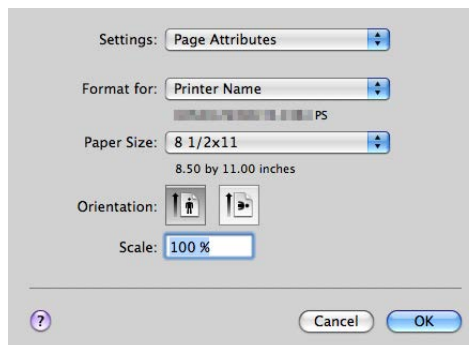 Settings: Page Attributes
Format for: Printer Name
PS
Paper Size: 8 1/2x11
8.50 by 11.00 inches
Orientation:
Scale: 100 %
?
Cancel OK